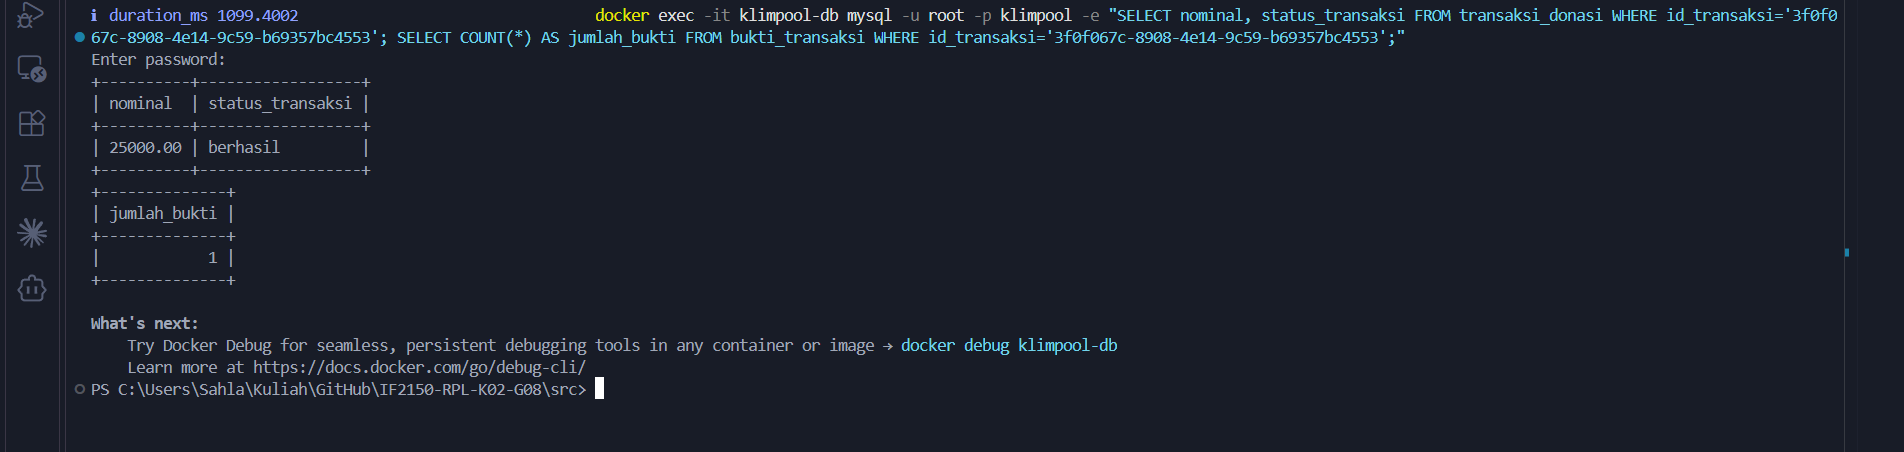 ℹ duration_ms 1099.4002 docker exec -it klimpool-db mysql -u root -p klimpool -e "SELECT nominal, status_transaksi FROM transaksi_donasi WHERE id_transaksi='3f0f0
67c-8908-4e14-9c59-b69357bc4553'; SELECT COUNT(*) AS jumlah_bukti FROM bukti_transaksi WHERE id_transaksi='3f0f067c-8908-4e14-9c59-b69357bc4553';"
Enter password:
+----------+------------------+
| nominal  | status_transaksi |
+----------+------------------+
| 25000.00 | berhasil         |
+----------+------------------+
+--------------+
| jumlah_bukti |
+--------------+
|            1 |
+--------------+
What's next:
Try Docker Debug for seamless, persistent debugging tools in any container or image → docker debug klimpool-db
Learn more at https://docs.docker.com/go/debug-cli/
PS C:\Users\Sahla\Kuliah\GitHub\IF2150-RPL-K02-G08\src>